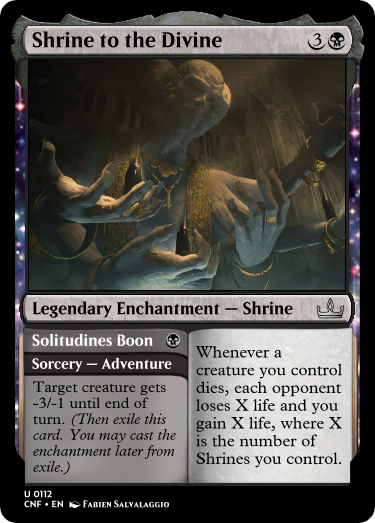 Shrine to the Divine 3
Legendary Enchantment — Shrine
Solitudines Boon
Sorcery — Adventure
Target creature gets
-3/-1 until end of
turn. (Then exile this
card. You may cast the
enchantment later from
exile.)
Whenever a
creature you control
dies, each opponent
loses X life and you
gain X life, where X
is the number of
Shrines you control.
U 0112
CNF • EN Fabien Salvalaggio